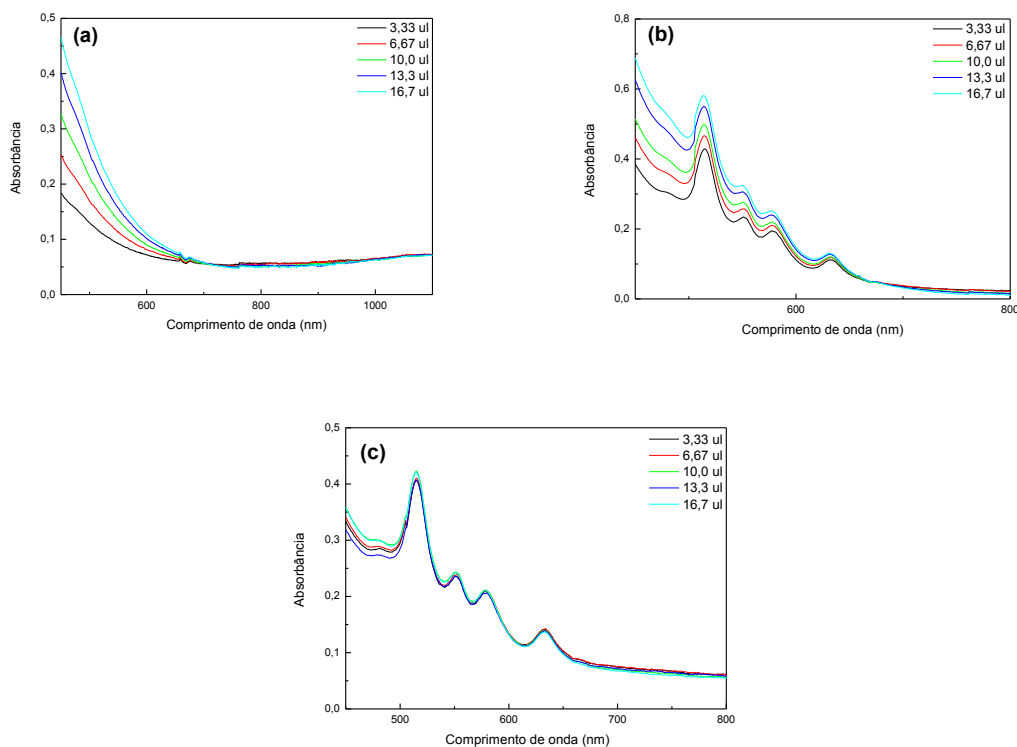 (a)
3,33 ul
6,67 ul
10,0 ul
13,3 ul
16,7 ul
0,5
0,4
0,3
0,2
0,1
0,0
Absorbância
600 800 1000
Comprimento de onda (nm)
(b)
3,33 ul
6,67 ul
10,0 ul
13,3 ul
16,7 ul
0,8
0,6
0,4
0,2
0,0
Absorbância
600 800
Comprimento de onda (nm)
(c)
3,33 ul
6,67 ul
10,0 ul
13,3 ul
16,7 ul
0,5
0,4
0,3
0,2
0,1
0,0
Absorbância
500 600 700 800
Comprimento de onda (nm)